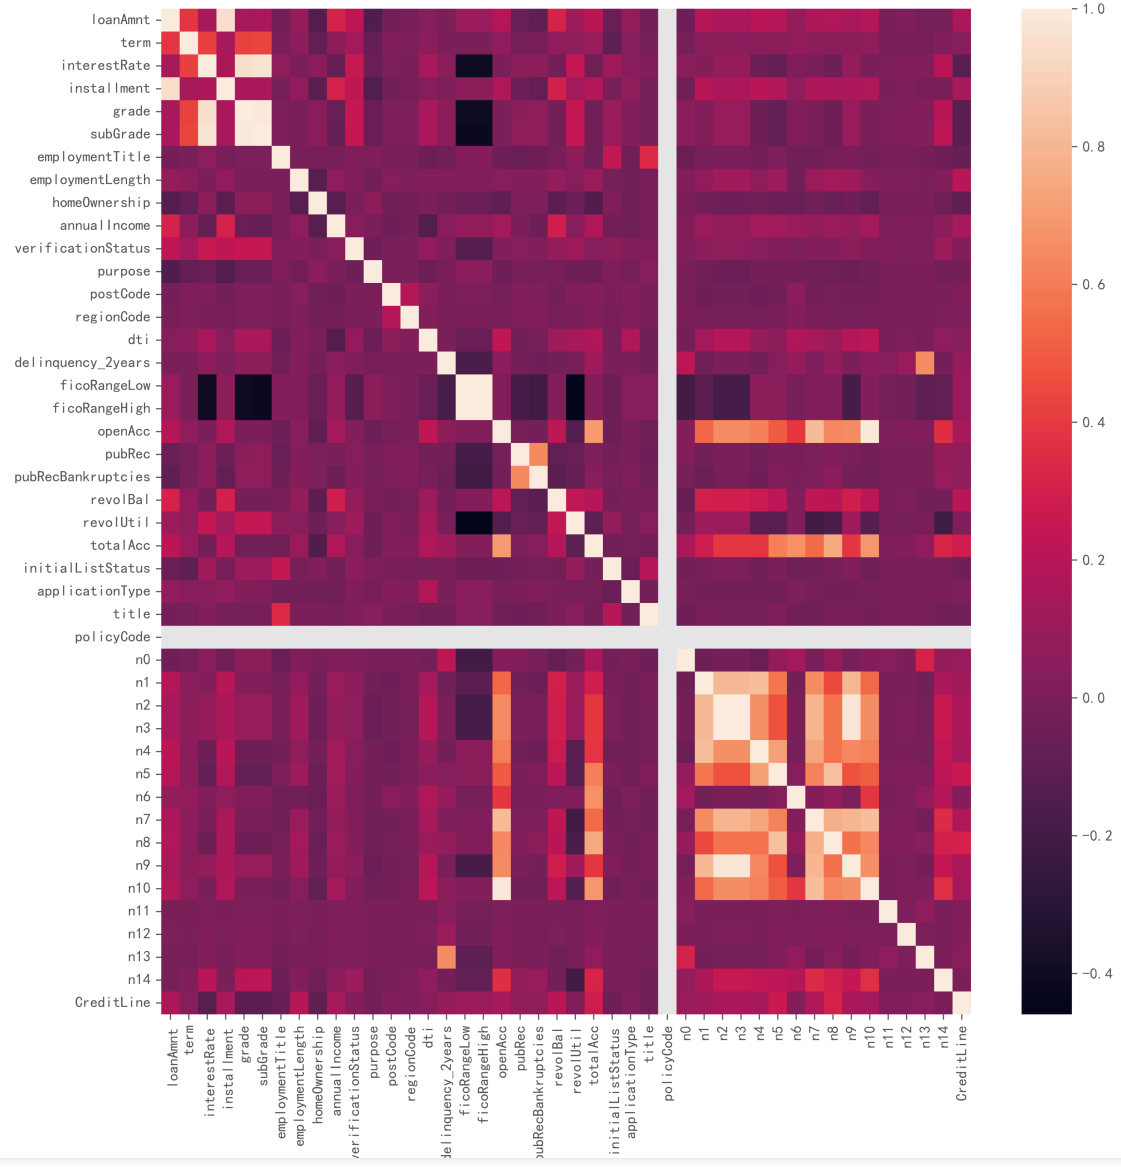 loanAmnt
term
interestRate
installment
grade
subGrade
employmentTitle
employmentLength
homeOwnership
annualIncome
verificationStatus
purpose
postCode
regionCode
dti
delinquency_2years
ficoRangeLow
ficoRangeHigh
openAcc
pubRec
pubRecBankruptcies
revolBal
revolUtil
totalAcc
initialListStatus
applicationType
title
policyCode
n0
n1
n2
n3
n4
n5
n6
n7
n8
n9
n10
n11
n12
n13
n14
CreditLine
loanAmnt
term
interestRate
installment
grade
subGrade
employmentTitle
employmentLength
homeOwnership
annualIncome
verificationStatus
purpose
postCode
regionCode
dti
delinquency_2years
ficoRangeLow
ficoRangeHigh
openAcc
pubRec
pubRecBankruptcies
revolBal
revolUtil
totalAcc
initialListStatus
applicationType
title
policyCode
n0
n1
n2
n3
n4
n5
n6
n7
n8
n9
n10
n11
n12
n13
n14
CreditLine
1.0
0.8
0.6
0.4
0.2
0.0
−0.2
−0.4